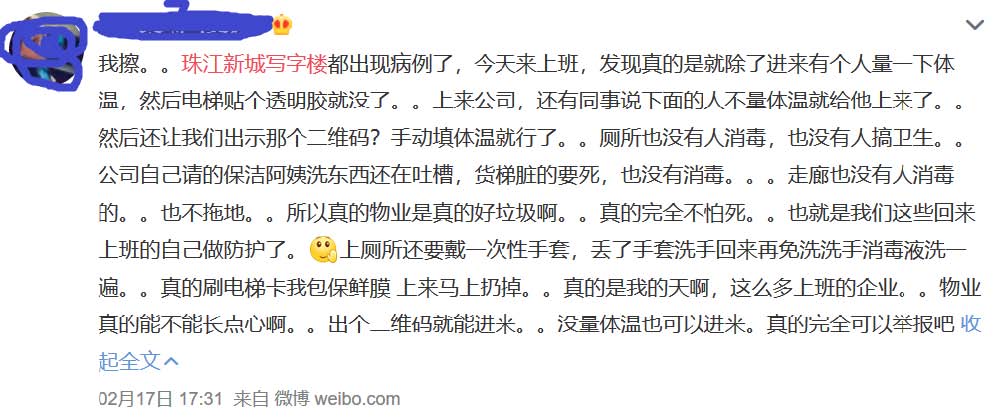 我擦。。珠江新城写字楼都出现病例了，今天来上班，发现真的是就除了进来有个人量一下体
温，然后电梯贴个透明胶就没了。。上来公司，还有同事说下面的人不量体温就给他上来了。。
然后还让我们出示那个二维码？手动填体温就行了。。厕所也没有人消毒，也没有人搞卫生。。
公司自己请的保洁阿姨洗东西还在吐槽，货梯脏的要死，也没有消毒。。。走廊也没有人消毒
的。。也不拖地。。所以真的物业是真的好垃圾啊。。真的完全不怕死。。也就是我们这些回来
上班的自己做防护了。上厕所还要戴一次性手套，丢了手套洗手回来再免洗洗手消毒液洗一
遍。。真的刷电梯卡我包保鲜膜 上来马上扔掉。。真的是我的天啊，这么多上班的企业。。物业
真的能不能长点心啊。。出个二维码就能进来。。没量体温也可以进来。真的完全可以举报吧 收
起全文
02月17日 17:31 来自 微博 weibo.com